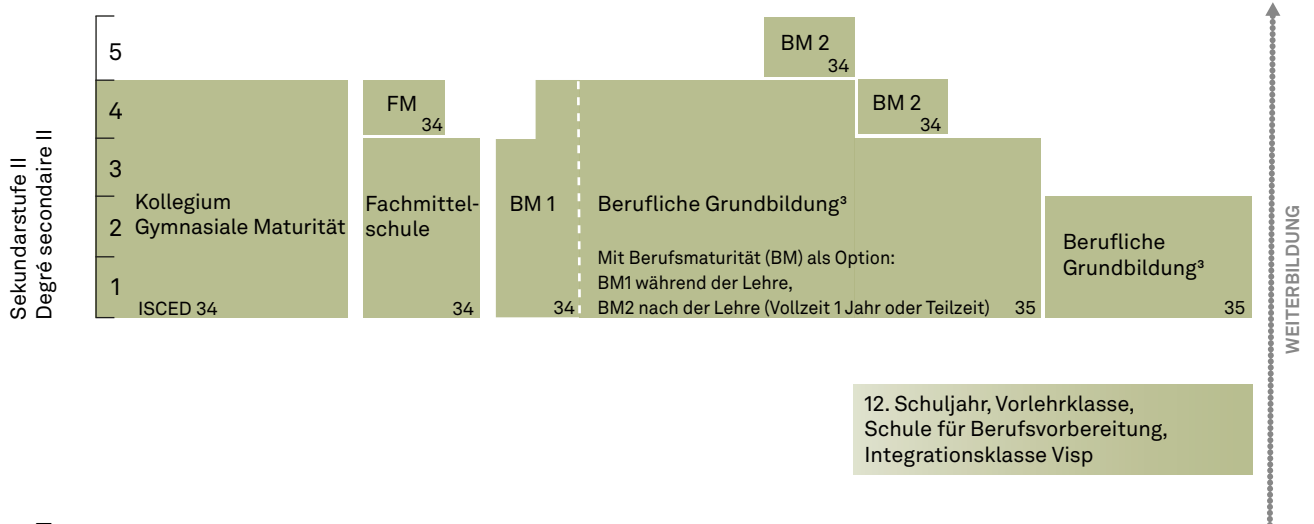 Sekundarstufe II
Degré secondaire II
5
4
3
2
1
Kollegium
Gymnasiale Maturität
ISCED 34
FM
34
Fachmittel-
schule
34
BM 1
34
BM 2
34
BM 2
34
Berufliche Grundbildung³
Mit Berufsmaturität (BM) als Option:
BM1 während der Lehre,
BM2 nach der Lehre (Vollzeit 1 Jahr oder Teilzeit)
35
Berufliche
Grundbildung³
35
12. Schuljahr, Vorlehrklasse,
Schule für Berufsvorbereitung,
Integrationsklasse Visp
WEITERBILDUNG